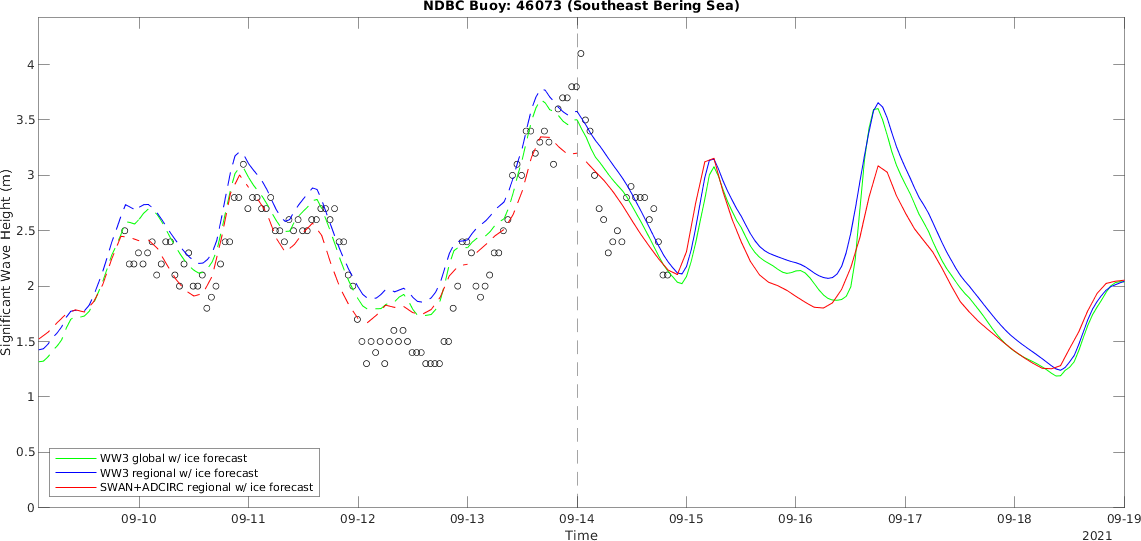 NDBC Buoy: 46073 (Southeast Bering Sea)
Significant Wave Height (m)
4
3.5
3
2.5
2
1.5
1
0.5
0
WW3 global w/ ice forecast
WW3 regional w/ ice forecast
SWAN+ADCIRC regional w/ ice forecast
09-10 09-11 09-12 09-13 09-14 09-15 09-16 09-17 09-18 09-19
Time
2021